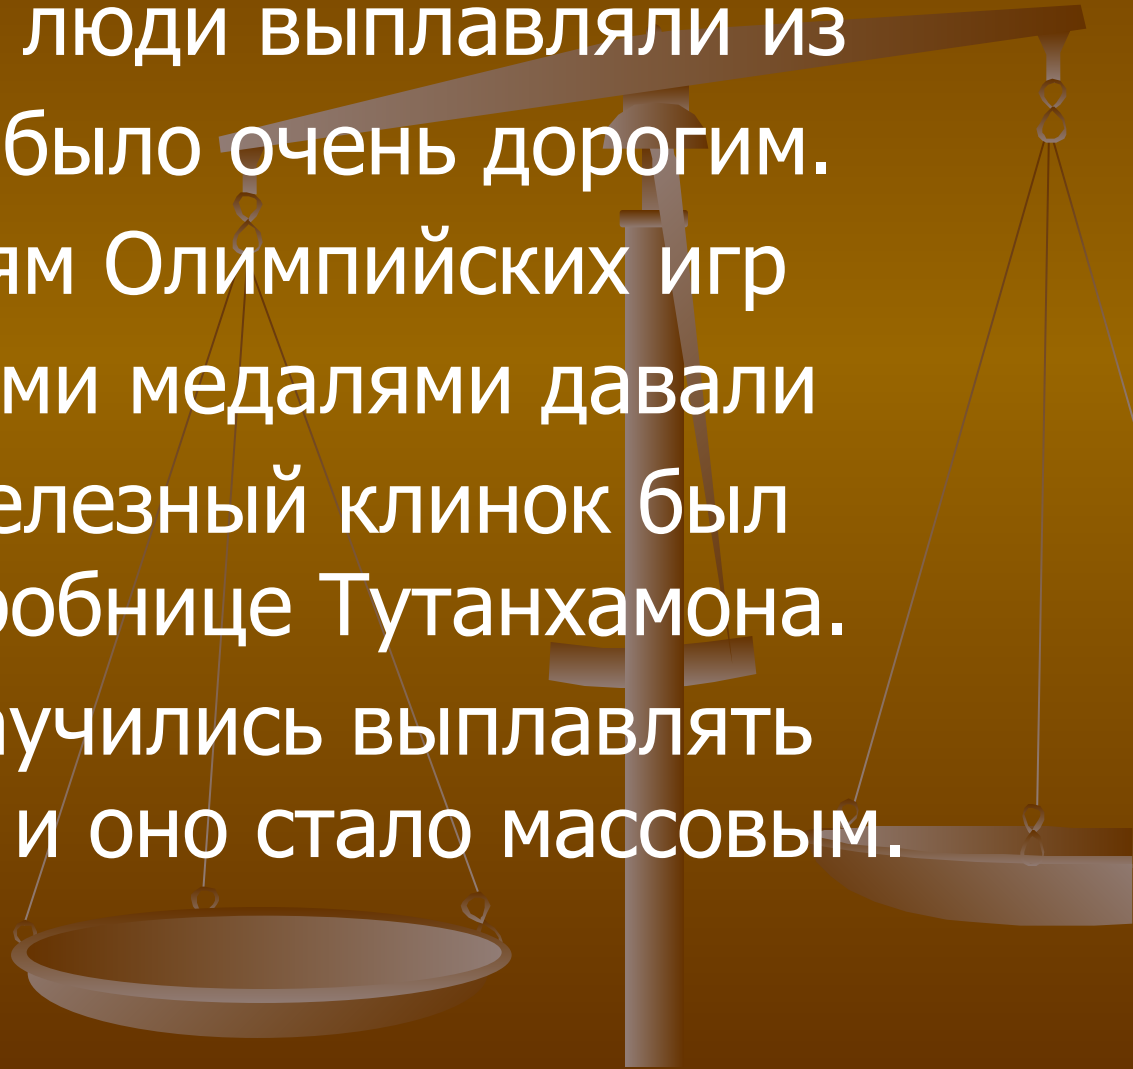 люди выплавляли из
было очень дорогим.
ям Олимпийских игр
ми медалями давали
елезный клинок был
робнице Тутанхамона.
аучились выплавлять
и оно стало массовым.